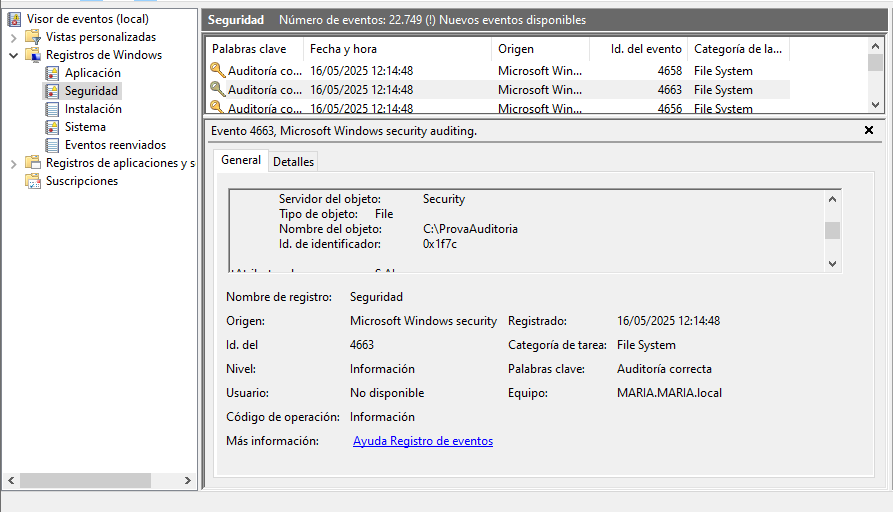 Visor de eventos (local)
Vistas personalizadas
Registros de Windows
Aplicación
Seguridad
Instalación
Sistema
Eventos reenviados
Registros de aplicaciones y s
Suscripciones
Seguridad Número de eventos: 22.749 (!) Nuevos eventos disponibles
Palabras clave Fecha y hora Origen Id. del evento Categoría de la...
Auditoría co... 16/05/2025 12:14:48 Microsoft Win... 4658 File System
Auditoría co... 16/05/2025 12:14:48 Microsoft Win... 4663 File System
Auditoría co... 16/05/2025 12:14:48 Microsoft Win... 4656 File System
Evento 4663, Microsoft Windows security auditing.
General Detalles
Servidor del objeto: Security
Tipo de objeto: File
Nombre del objeto: C:\ProvaAuditoria
Id. de identificador: 0x1f7c
Nombre de registro: Seguridad
Origen: Microsoft Windows security Registrado: 16/05/2025 12:14:48
Id. del 4663 Categoría de tarea: File System
Nivel: Información Palabras clave: Auditoría correcta
Usuario: No disponible Equipo: MARIA.MARIA.local
Código de operación: Información
Más información: Ayuda Registro de eventos